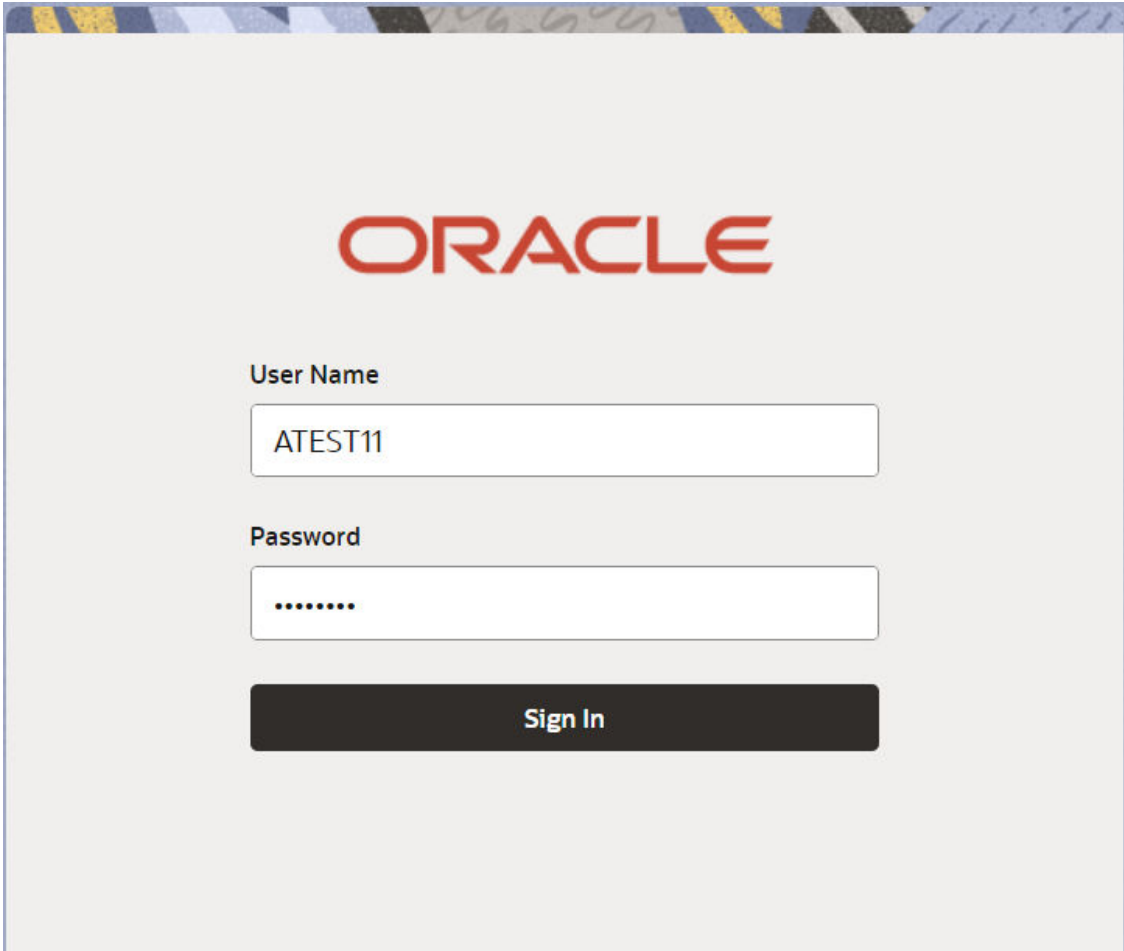 ORACLE
User Name
ATEST11
Password
••••••••
Sign In